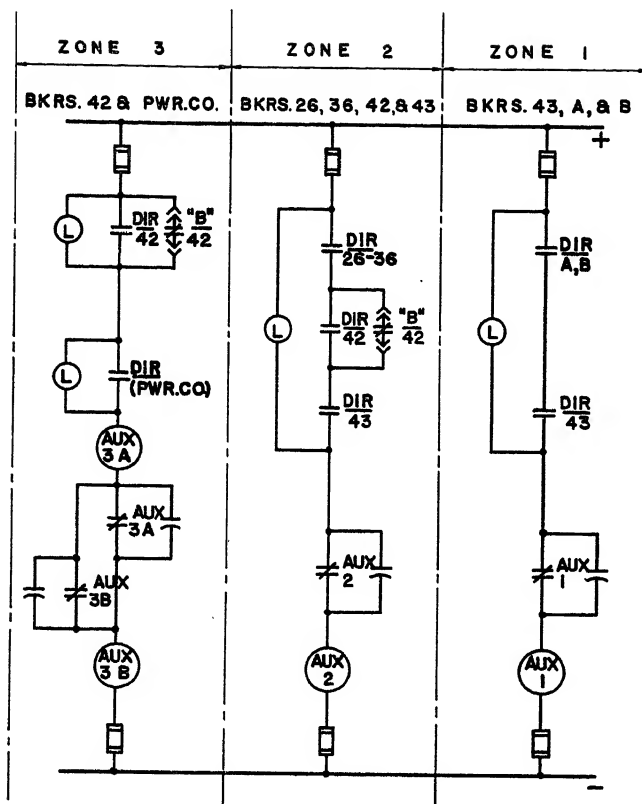 ZONE 3
ZONE 2
ZONE 1
BKRS. 42 & PWR.CO.
BKRS.26, 36, 42,& 43
BKRS. 43, A, & B
+
L
DIR
42
"B"
42
L
DIR
(PWR.CO)
AUX
3A
AUX
3A
AUX
3B
AUX
3B
L
DIR
26-36
DIR
42
"B"
42
DIR
43
AUX
2
AUX
2
L
DIR
A,B
DIR
43
AUX
1
AUX
1
−